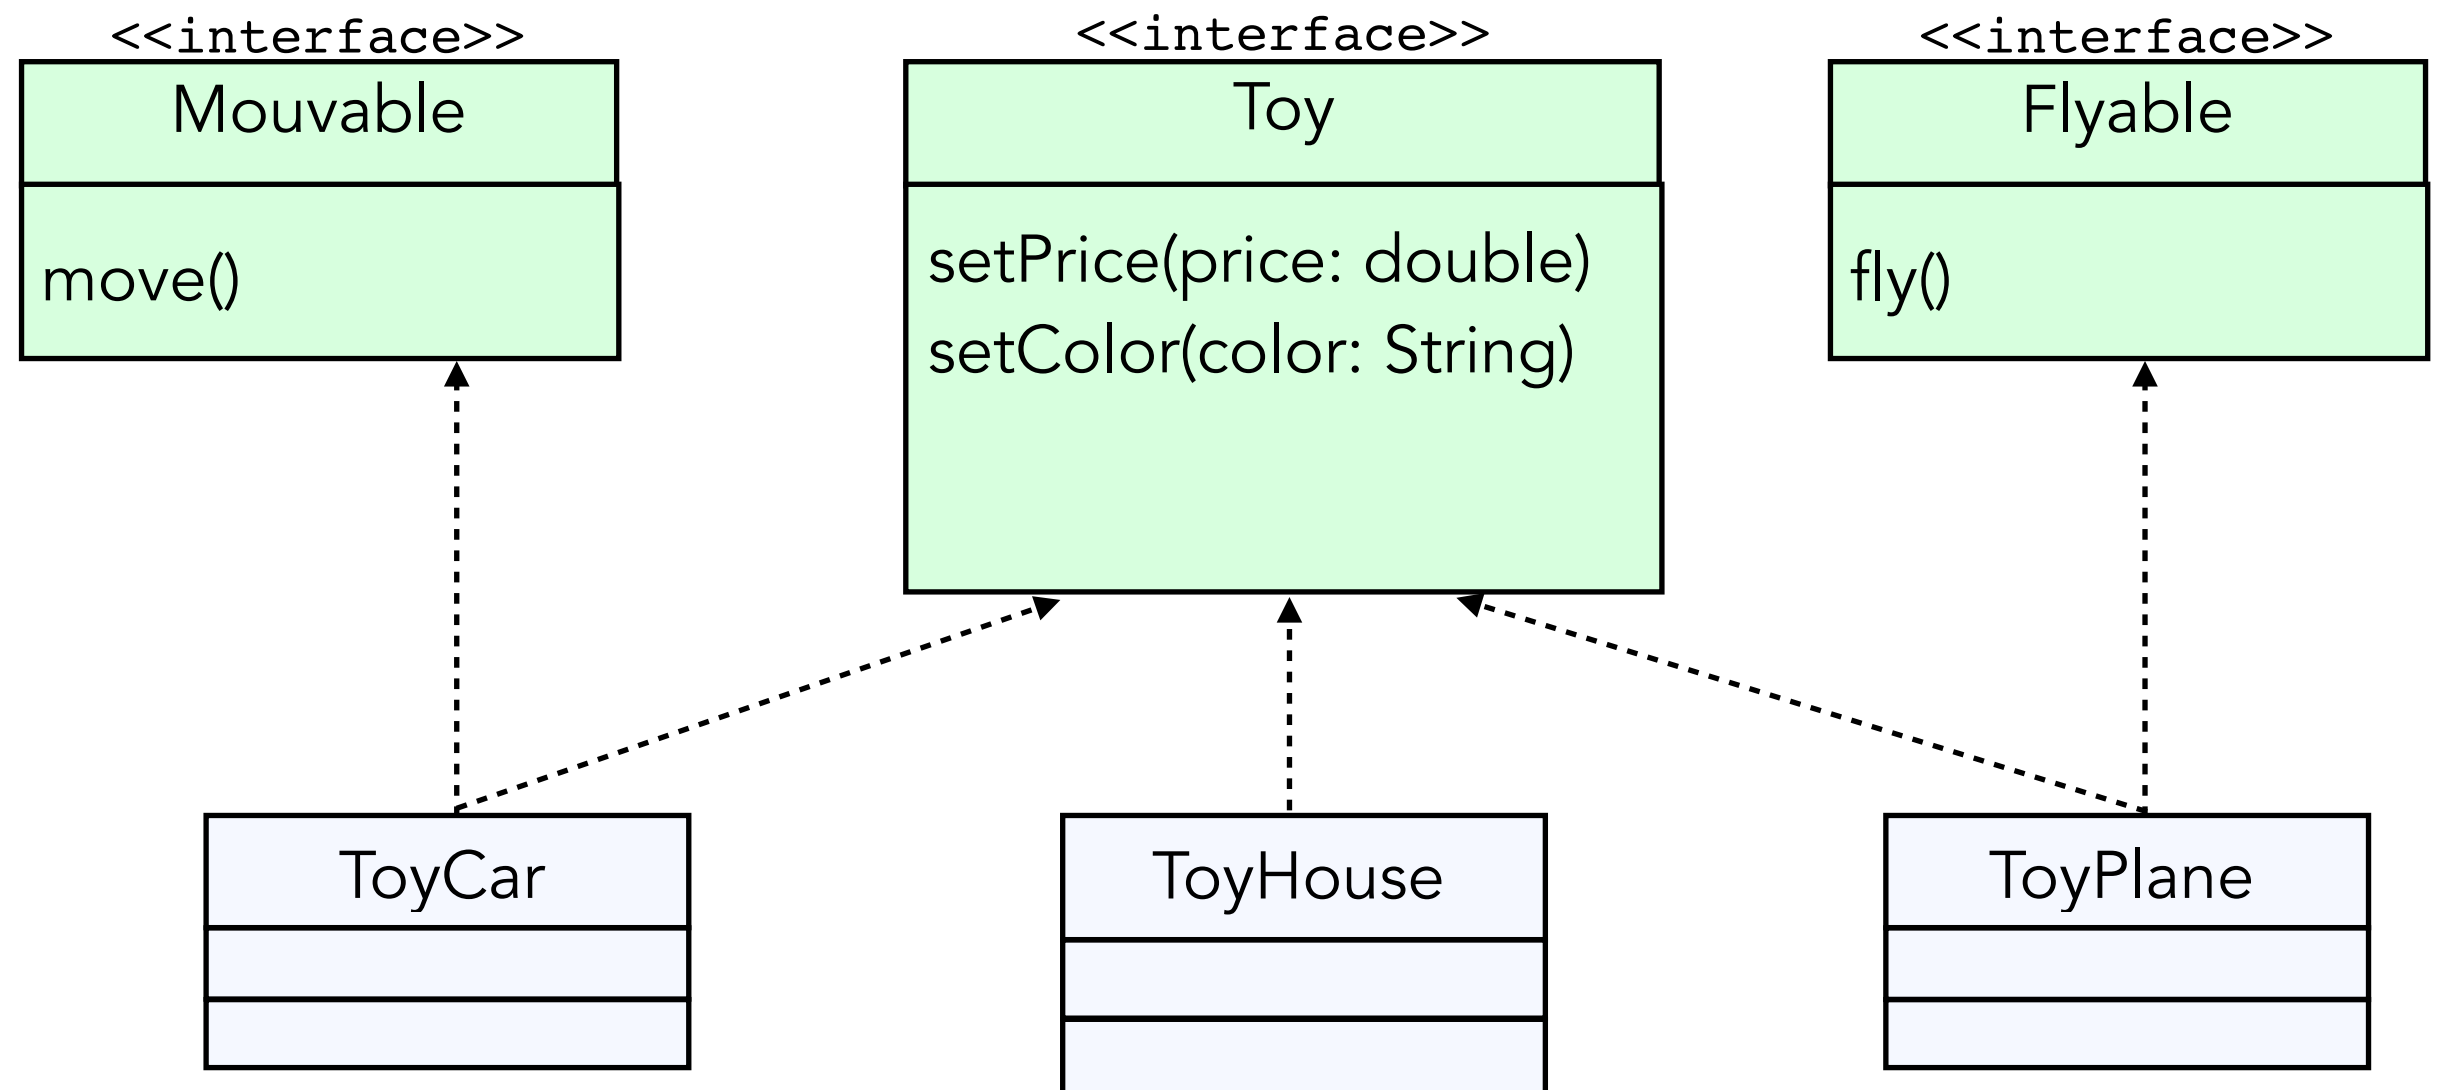 <<interface>>
Mouvable
move()
<<interface>>
Toy
setPrice(price: double)
setColor(color: String)
<<interface>>
Flyable
fly()
ToyCar
ToyHouse
ToyPlane